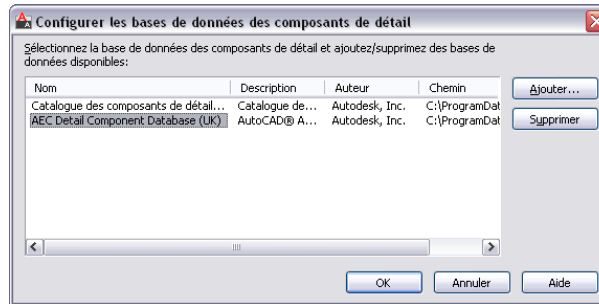 Configurer les bases de données des composants de détail
Sélectionnez la base de données des composants de détail et ajoutez/supprimez des bases de
données disponibles:
Nom Description Auteur Chemin
Catalogue des composants de détail... Catalogue de... Autodesk, Inc. C:\ProgramDat
AEC Detail Component Database (UK) AutoCAD® A... Autodesk, Inc. C:\ProgramDat
Ajouter...
Supprimer
OK Annuler Aide